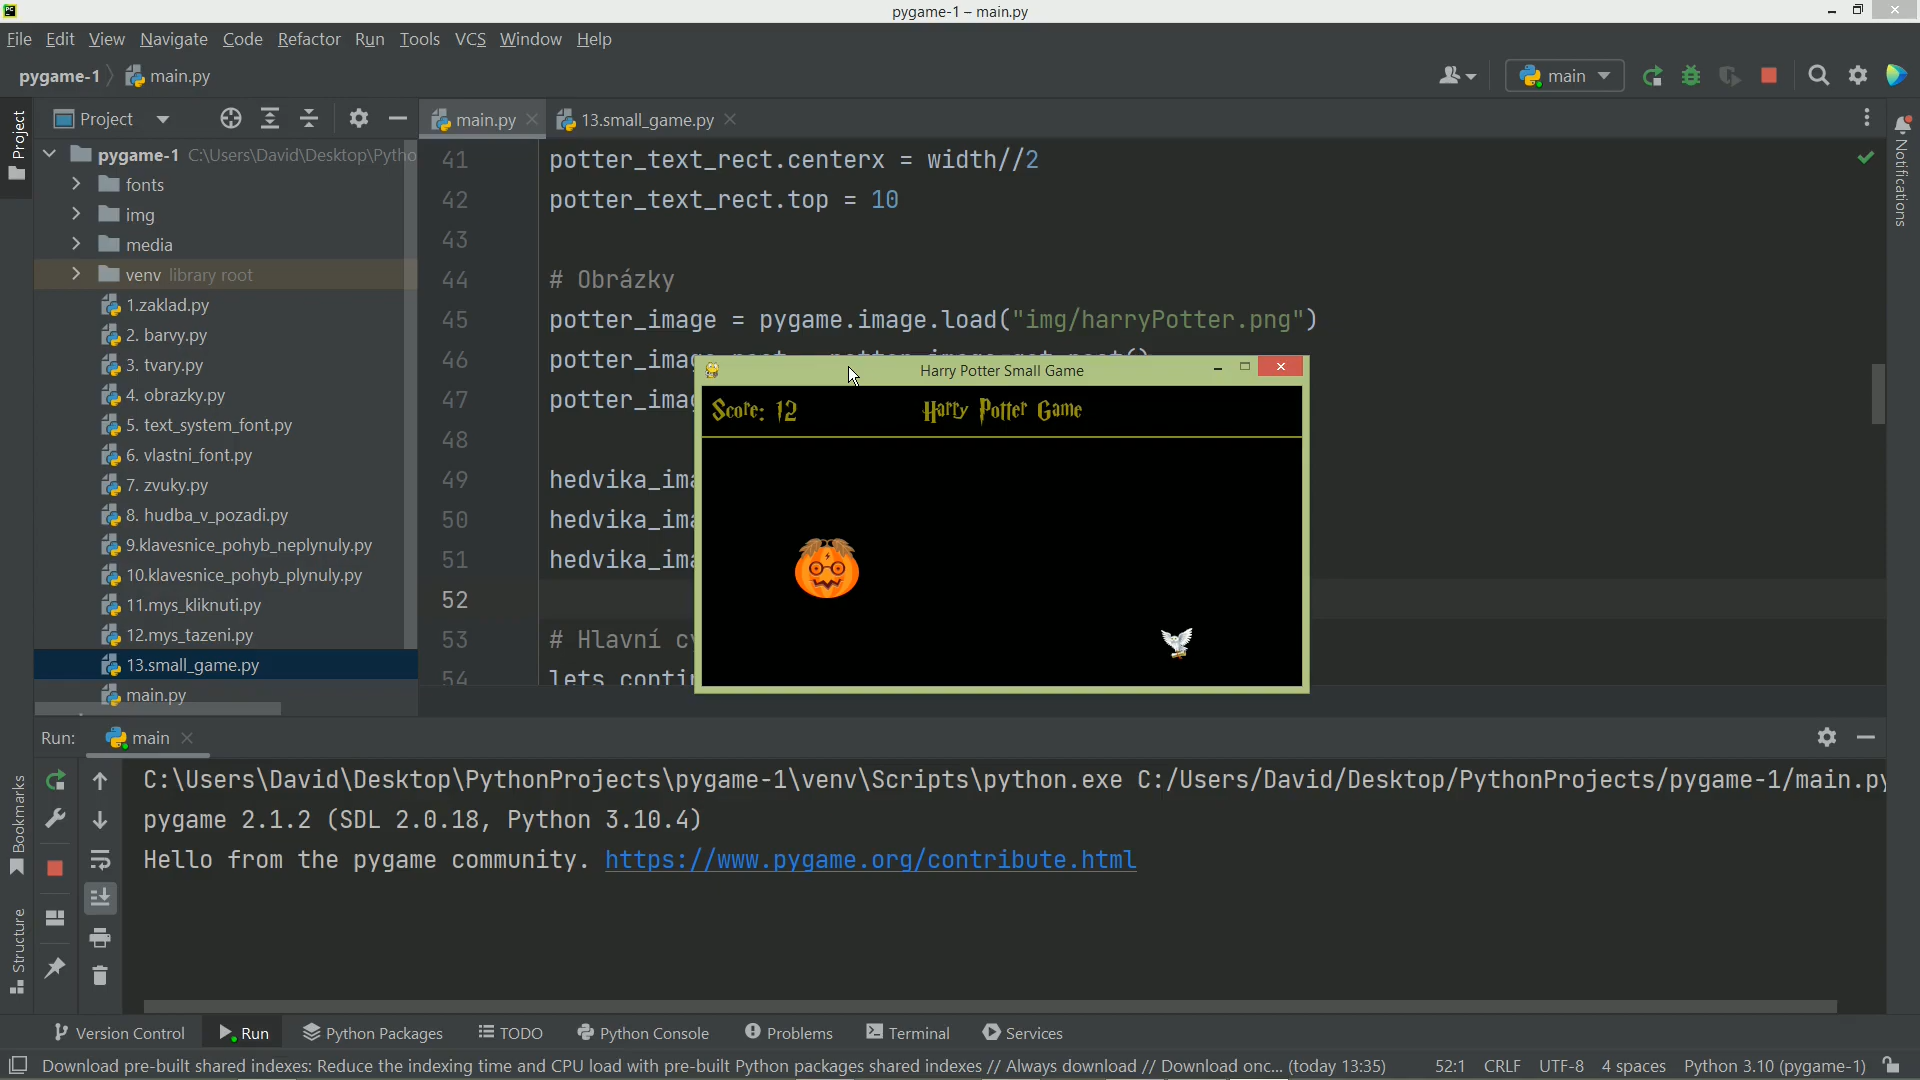 pygame-1 – main.py
File Edit View Navigate Code Refactor Run Tools VCS Window Help
pygame-1 main.py
main
Project
Project
main.py
13.small_game.py
Notifications
pygame-1 C:\Users\David\Desktop\Pytho
fonts
img
media
venv library root
1.zaklad.py
2. barvy.py
3. tvary.py
4. obrazky.py
5. text_system_font.py
6. vlastni_font.py
7. zvuky.py
8. hudba_v_pozadi.py
9.klavesnice_pohyb_neplynuly.py
10.klavesnice_pohyb_plynuly.py
11.mys_kliknuti.py
12.mys_tazeni.py
13.small_game.py
main.py
41 potter_text_rect.centerx = width//2
42 potter_text_rect.top = 10
43
44 # Obrázky
45 potter_image = pygame.image.load("img/harryPotter.png")
46 potter_imag
47 potter_imag
48
49 hedvika_ima
50 hedvika_ima
51 hedvika_ima
52
53 # Hlavní cy
54 lets_contin
Harry Potter Small Game
Score: 12
Harry Potter Game
Run: main
C:\Users\David\Desktop\PythonProjects\pygame-1\venv\Scripts\python.exe C:/Users/David/Desktop/PythonProjects/pygame-1/main.py
pygame 2.1.2 (SDL 2.0.18, Python 3.10.4)
Hello from the pygame community. https://www.pygame.org/contribute.html
Bookmarks
Structure
Version Control Run Python Packages TODO Python Console Problems Terminal Services
Download pre-built shared indexes: Reduce the indexing time and CPU load with pre-built Python packages shared indexes // Always download // Download onc... (today 13:35) 52:1 CRLF UTF-8 4 spaces Python 3.10 (pygame-1)